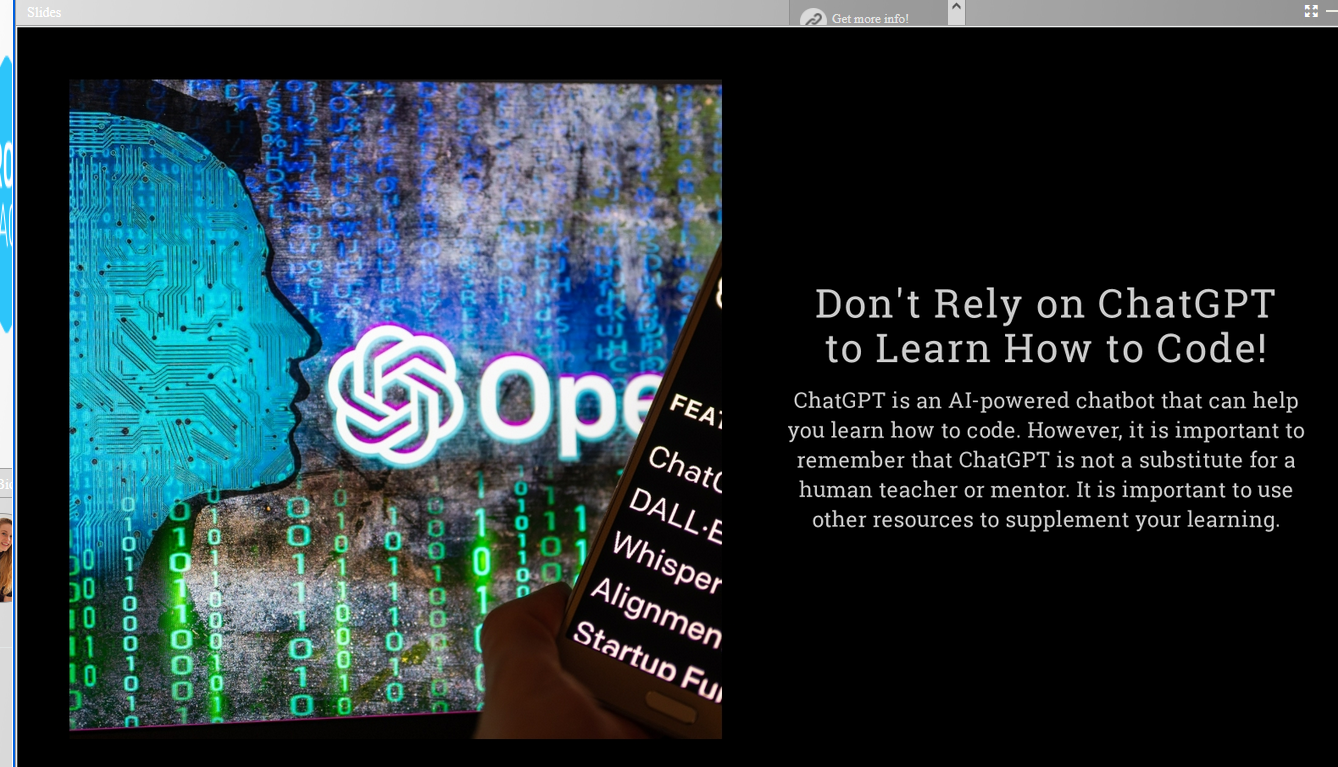 Slides
Get more info!
Ope
FEAT
ChatG
DALL·E
Whisper
Alignmen
Startup Fu
Don't Rely on ChatGPT
to Learn How to Code!
ChatGPT is an AI-powered chatbot that can help
you learn how to code. However, it is important to
remember that ChatGPT is not a substitute for a
human teacher or mentor. It is important to use
other resources to supplement your learning.